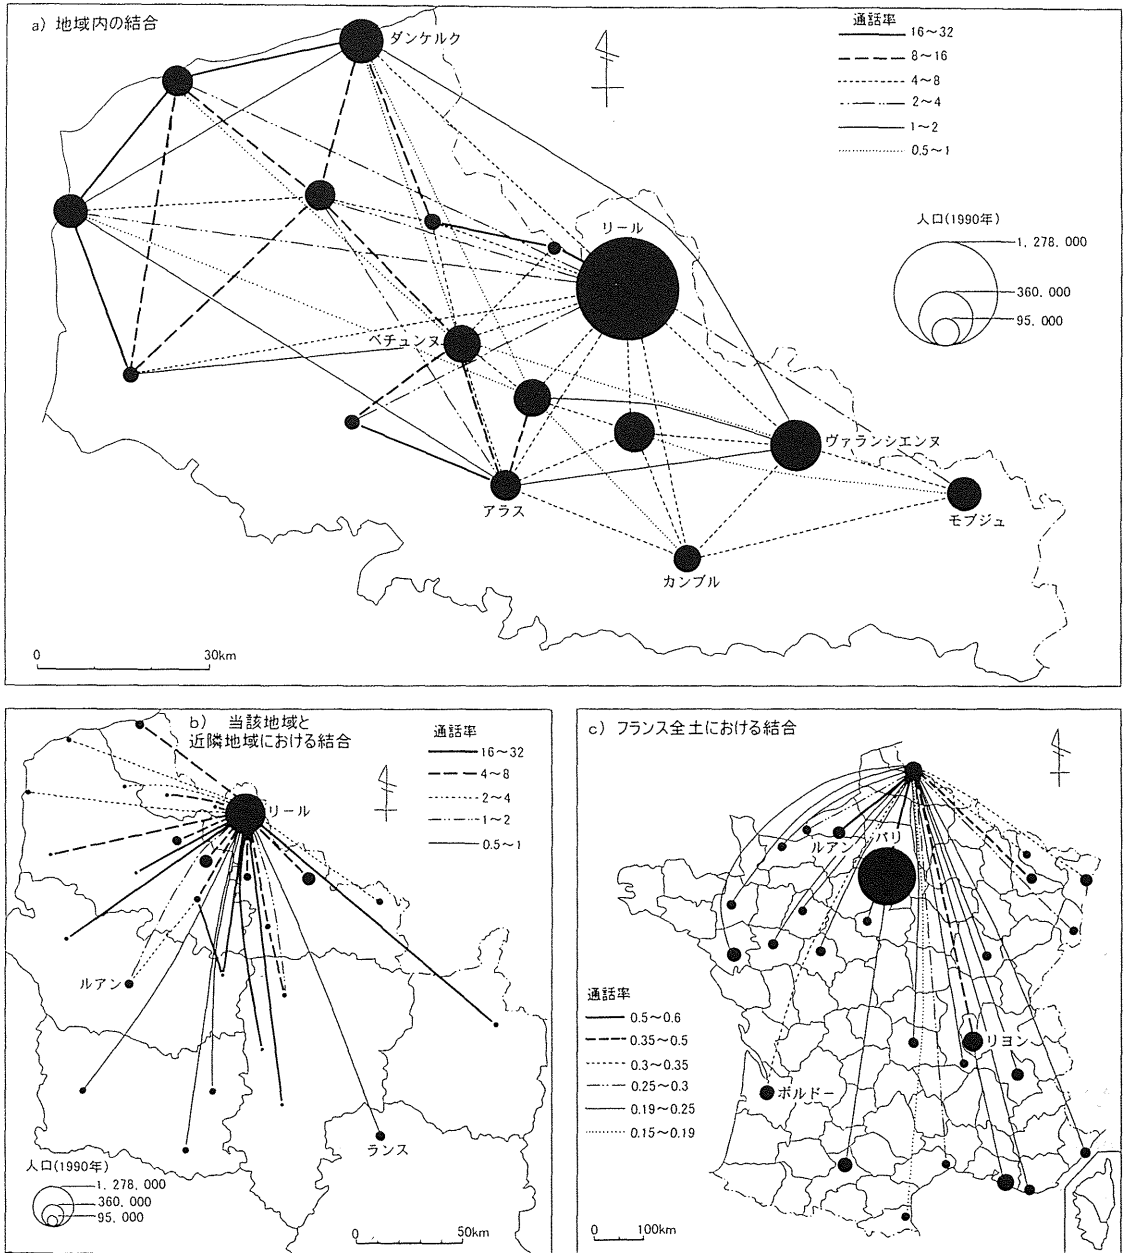 a) 地域内の結合
ダンケルク
リール
ベチュンヌ
アラス
カンブル
ヴァランシエンヌ
モブジュ
通話率
16～32
8～16
4～8
2～4
1～2
0.5～1
人口(1990年)
1,278.000
360.000
95.000
0 30km
b) 当該地域と
近隣地域における結合
通話率
16～32
4～8
2～4
1～2
0.5～1
リール
ルアン
ランス
人口(1990年)
1,278.000
360.000
95.000
0 50km
c) フランス全土における結合
ルアン
パリ
リヨン
ボルドー
通話率
0.5～0.6
0.35～0.5
0.3～0.35
0.25～0.3
0.19～0.25
0.15～0.19
0 100km